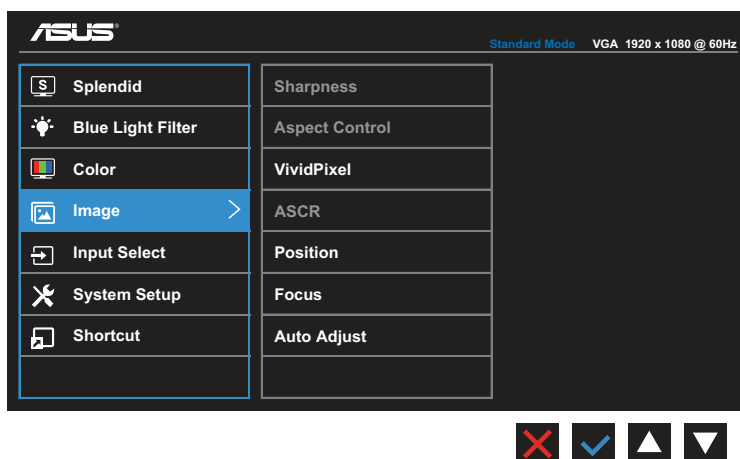 ASUS
Standard Mode VGA 1920 x 1080 @ 60Hz
S Splendid
Blue Light Filter
Color
Image
Input Select
System Setup
Shortcut
Sharpness
Aspect Control
VividPixel
ASCR
Position
Focus
Auto Adjust